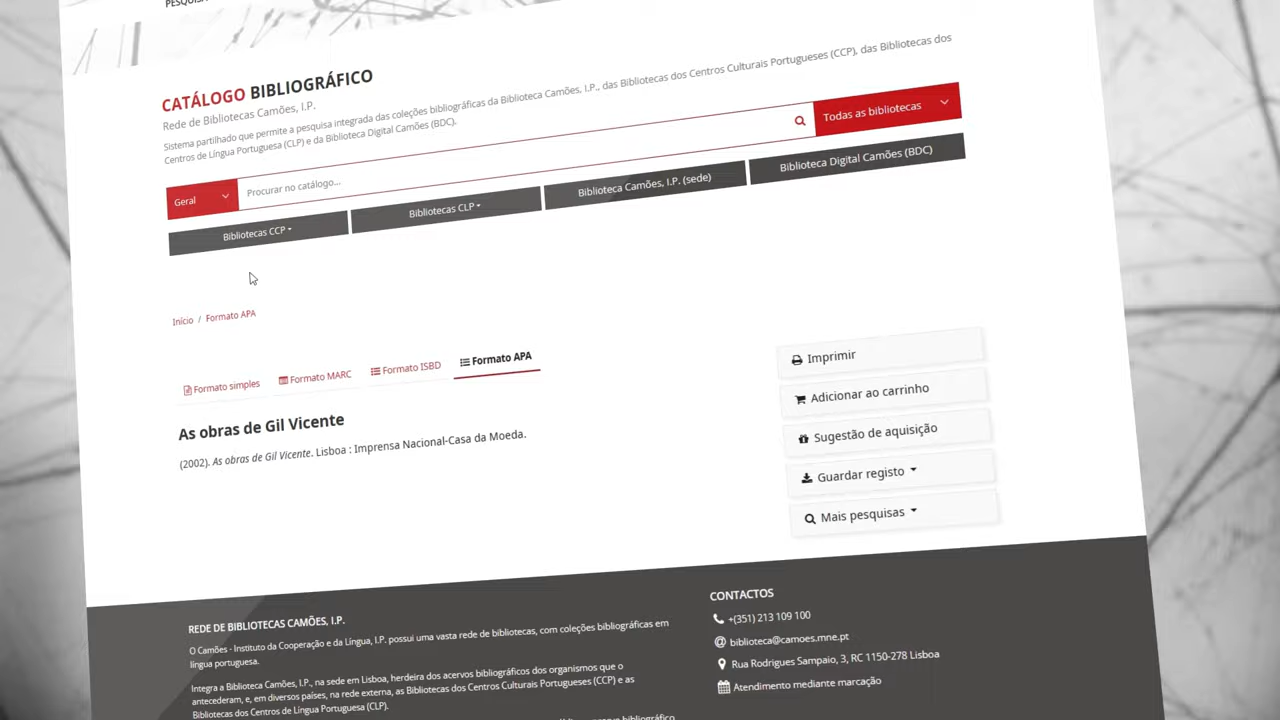 PESQUISA
CATÁLOGO BIBLIOGRÁFICO
Rede de Bibliotecas Camões, I.P.
Sistema partilhado que permite a pesquisa integrada das coleções bibliográficas da Biblioteca Camões, I.P., das Bibliotecas dos Centros Culturais Portugueses (CCP), das Bibliotecas dos
Centros de Língua Portuguesa (CLP) e da Biblioteca Digital Camões (BDC).
Geral
Procurar no catálogo...
Todas as bibliotecas
Bibliotecas CCP
Bibliotecas CLP
Biblioteca Camões, I.P. (sede)
Biblioteca Digital Camões (BDC)
Início / Formato APA
Formato simples
Formato MARC
Formato ISBD
Formato APA
As obras de Gil Vicente
(2002). As obras de Gil Vicente. Lisboa : Imprensa Nacional-Casa da Moeda.
Imprimir
Adicionar ao carrinho
Sugestão de aquisição
Guardar registo
Mais pesquisas
REDE DE BIBLIOTECAS CAMÕES, I.P.
O Camões - Instituto da Cooperação e da Língua, I.P. possui uma vasta rede de bibliotecas, com coleções bibliográficas em
língua portuguesa.
Integra a Biblioteca Camões, I.P., na sede em Lisboa, herdeira dos acervos bibliográficos dos organismos que o
antecederam, e, em diversos países, na rede externa, as Bibliotecas dos Centros Culturais Portugueses (CCP) e as
Bibliotecas dos Centros de Língua Portuguesa (CLP).
CONTACTOS
+(351) 213 109 100
biblioteca@camoes.mne.pt
Rua Rodrigues Sampaio, 3, RC 1150-278 Lisboa
Atendimento mediante marcação